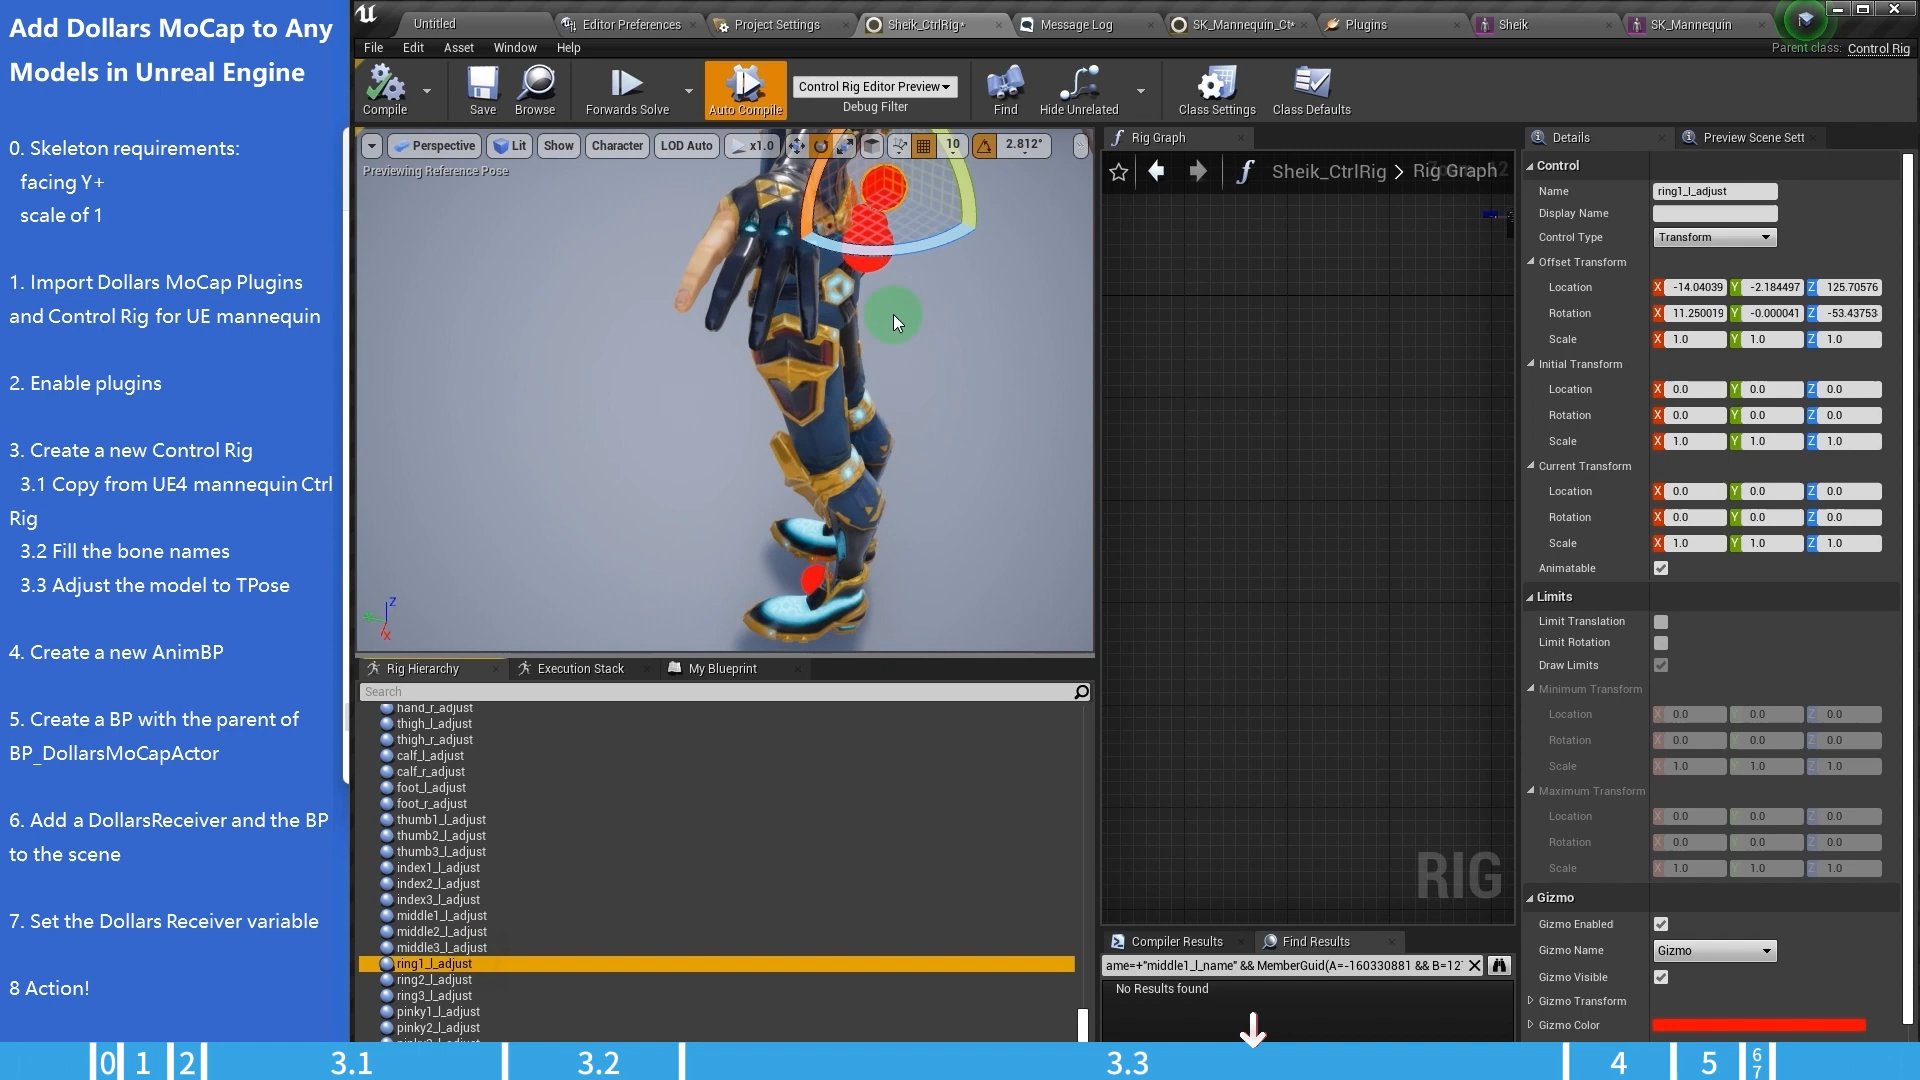 Add Dollars MoCap to Any
Models in Unreal Engine
0. Skeleton requirements:
facing Y+
scale of 1
1. Import Dollars MoCap Plugins
and Control Rig for UE mannequin
2. Enable plugins
3. Create a new Control Rig
3.1 Copy from UE4 mannequin Ctrl
Rig
3.2 Fill the bone names
3.3 Adjust the model to TPose
4. Create a new AnimBP
5. Create a BP with the parent of
BP_DollarsMoCapActor
6. Add a DollarsReceiver and the BP
to the scene
7. Set the Dollars Receiver variable
8 Action!
Untitled
Editor Preferences
Project Settings
Sheik_CtrlRig*
Message Log
SK_Mannequin_Ct*
Plugins
Sheik
SK_Mannequin
File Edit Asset Window Help
Parent class: Control Rig
Compile
Save
Browse
Forwards Solve
Auto Compile
Control Rig Editor Preview
Debug Filter
Find
Hide Unrelated
Class Settings
Class Defaults
Perspective
Lit
Show
Character
LOD Auto
x1.0
10
2.812°
Previewing Reference Pose
Z
X
Rig Hierarchy
Execution Stack
My Blueprint
Search
hand_r_adjust
thigh_l_adjust
thigh_r_adjust
calf_l_adjust
calf_r_adjust
foot_l_adjust
foot_r_adjust
thumb1_l_adjust
thumb2_l_adjust
thumb3_l_adjust
index1_l_adjust
index2_l_adjust
index3_l_adjust
middle1_l_adjust
middle2_l_adjust
middle3_l_adjust
ring1_l_adjust
ring2_l_adjust
ring3_l_adjust
pinky1_l_adjust
pinky2_l_adjust
Rig Graph
Sheik_CtrlRig > Rig Graph
RIG
Compiler Results
Find Results
ame=+"middle1_l_name" && MemberGuid(A=-160330881 && B=12
No Results found
Details
Preview Scene Sett
Control
Name ring1_l_adjust
Display Name
Control Type Transform
Offset Transform
Location X -14.04039 Y -2.184497 Z 125.70576
Rotation X 11.250019 Y -0.000041 Z -53.43753
Scale X 1.0 Y 1.0 Z 1.0
Initial Transform
Location X 0.0 Y 0.0 Z 0.0
Rotation X 0.0 Y 0.0 Z 0.0
Scale X 1.0 Y 1.0 Z 1.0
Current Transform
Location X 0.0 Y 0.0 Z 0.0
Rotation X 0.0 Y 0.0 Z 0.0
Scale X 1.0 Y 1.0 Z 1.0
Animatable
Limits
Limit Translation
Limit Rotation
Draw Limits
Minimum Transform
Location X 0.0 Y 0.0 Z 0.0
Rotation X 0.0 Y 0.0 Z 0.0
Scale X 1.0 Y 1.0 Z 1.0
Maximum Transform
Location X 0.0 Y 0.0 Z 0.0
Rotation X 0.0 Y 0.0 Z 0.0
Scale X 1.0 Y 1.0 Z 1.0
Gizmo
Gizmo Enabled
Gizmo Name Gizmo
Gizmo Visible
Gizmo Transform
Gizmo Color
0 1 2 3.1 3.2 3.3 4 5 6 7